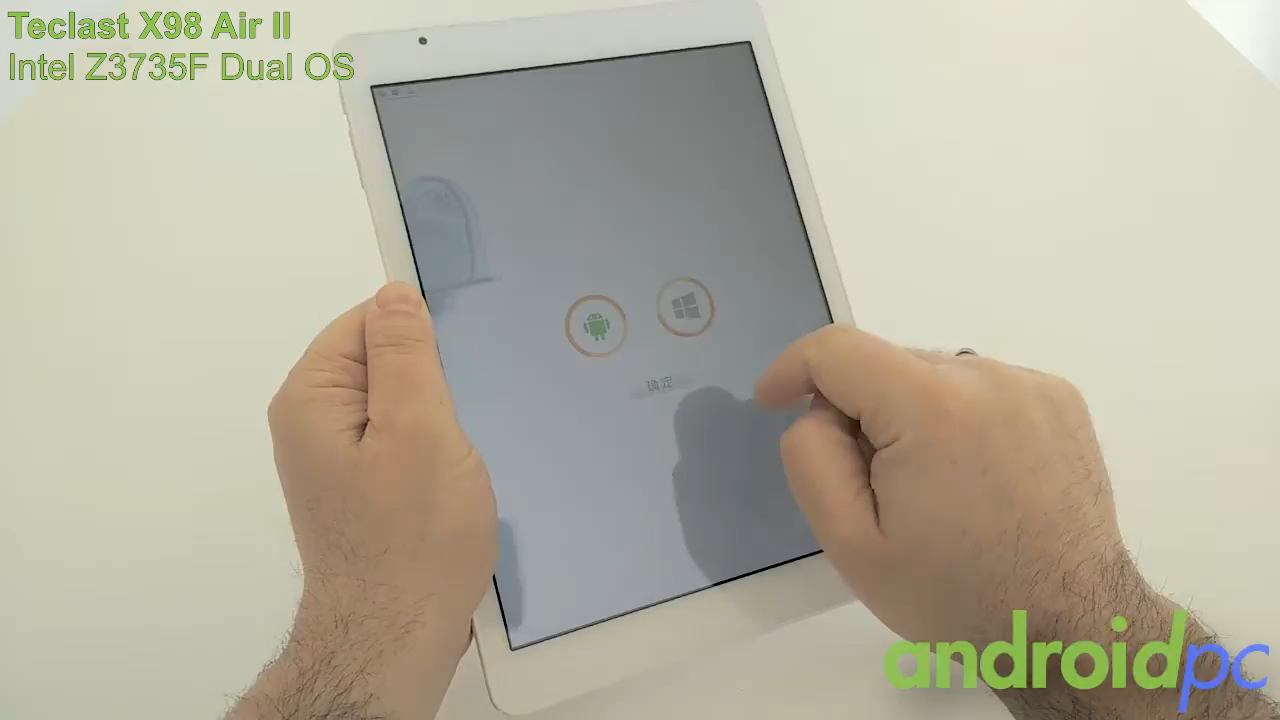 Teclast X98 Air II
Intel Z3735F Dual OS
确定
androidpc